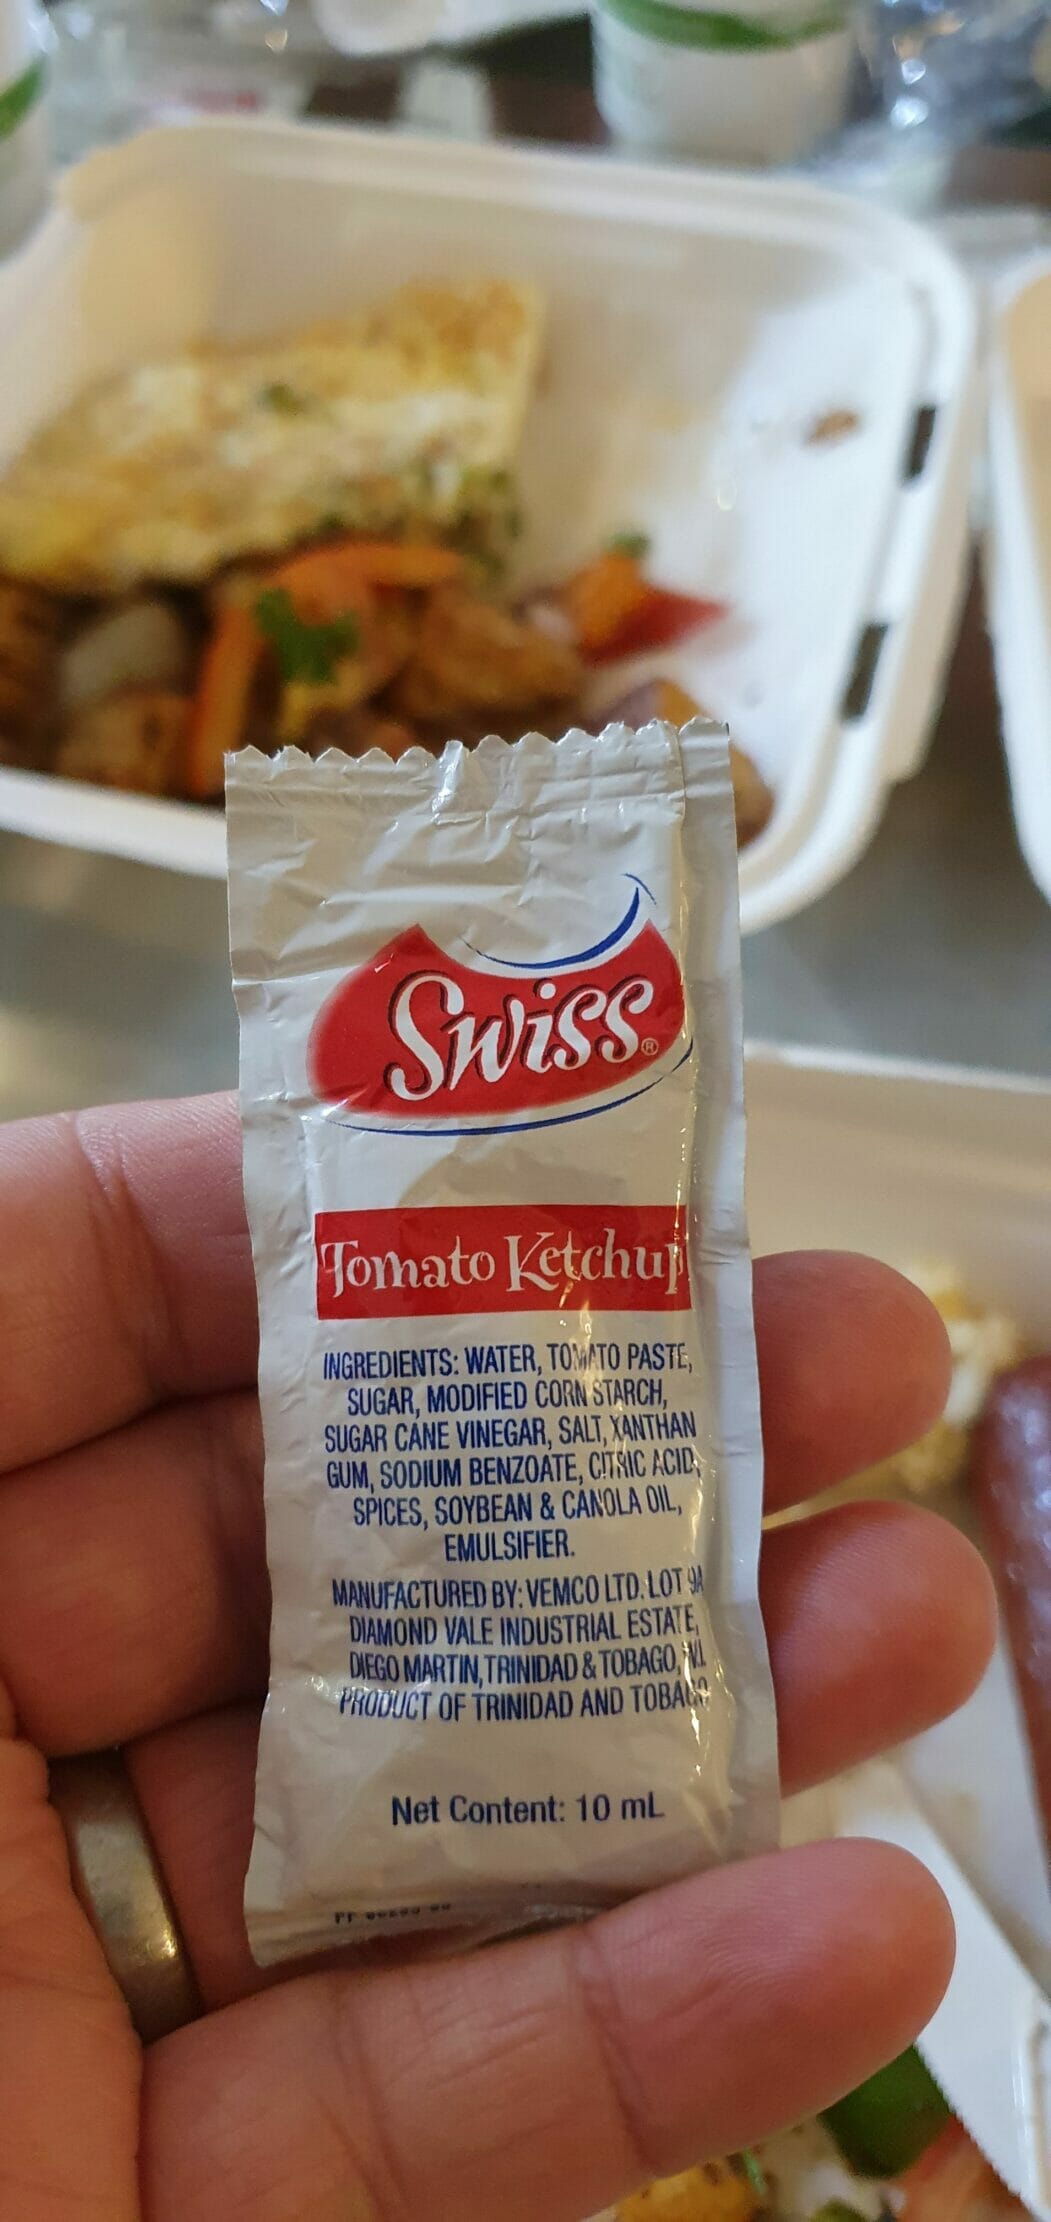 Swiss®
Tomato Ketchup
INGREDIENTS: WATER, TOMATO PASTE,
SUGAR, MODIFIED CORN STARCH,
SUGAR CANE VINEGAR, SALT, XANTHAN
GUM, SODIUM BENZOATE, CITRIC ACID,
SPICES, SOYBEAN & CANOLA OIL,
EMULSIFIER.
MANUFACTURED BY: VEMCO LTD. LOT 9A
DIAMOND VALE INDUSTRIAL ESTATE,
DIEGO MARTIN, TRINIDAD & TOBAGO, W.I.
PRODUCT OF TRINIDAD AND TOBAGO
Net Content: 10 mL